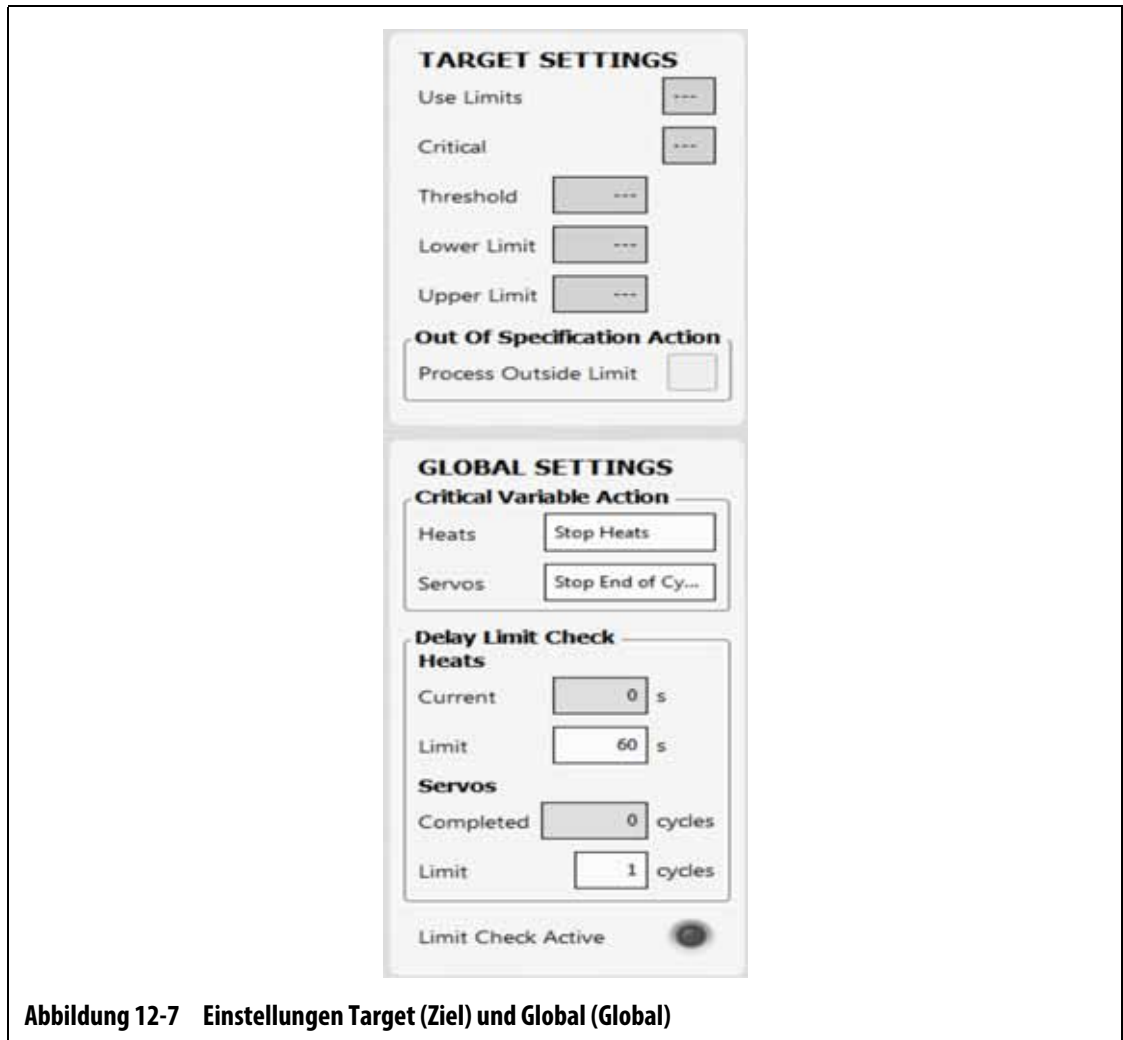 TARGET SETTINGS
Use Limits ---
Critical ---
Threshold ---
Lower Limit ---
Upper Limit ---
Out Of Specification Action
Process Outside Limit
GLOBAL SETTINGS
Critical Variable Action
Heats Stop Heats
Servos Stop End of Cy...
Delay Limit Check
Heats
Current 0 s
Limit 60 s
Servos
Completed 0 cycles
Limit 1 cycles
Limit Check Active
Abbildung 12-7 Einstellungen Target (Ziel) und Global (Global)